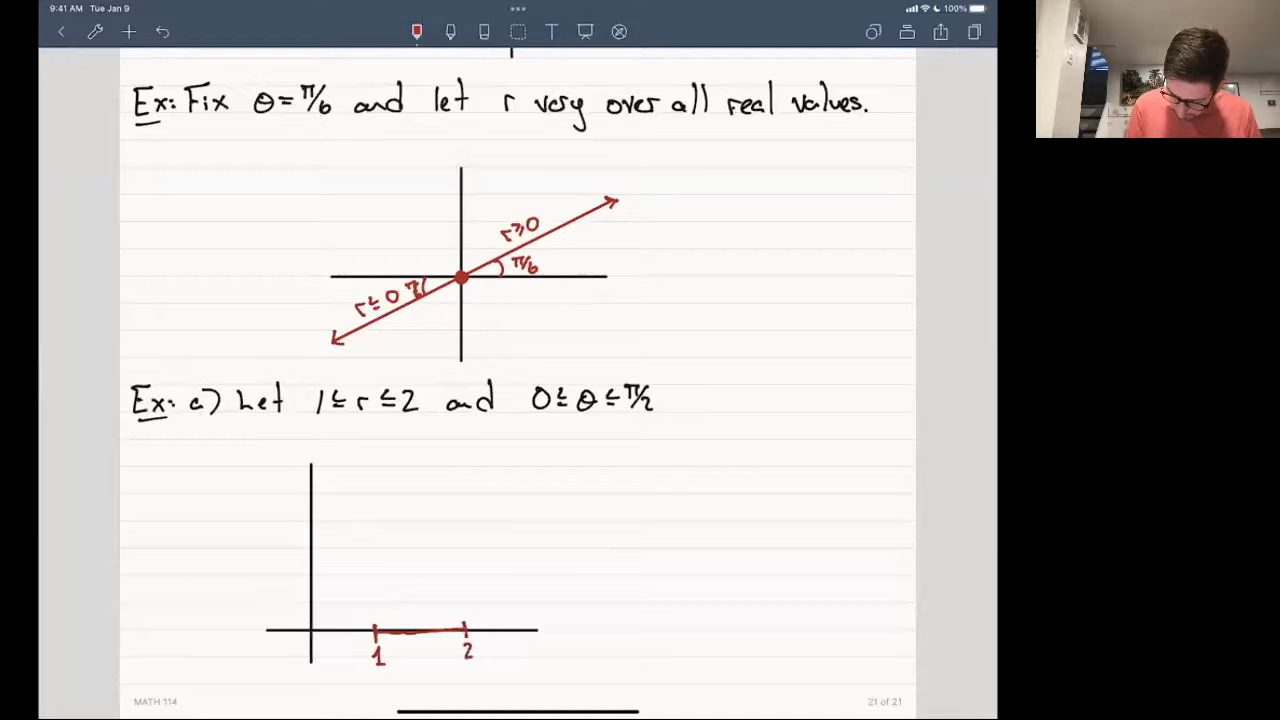 9:41 AM Tue Jan 9
100%
Ex: Fix θ = π/6 and let r very over all real values.
r≥0
π/6
r≤0
Ex: a) Let 1 ≤ r ≤ 2 and 0 ≤ θ ≤ π/2
1 2
MATH 114
21 of 21